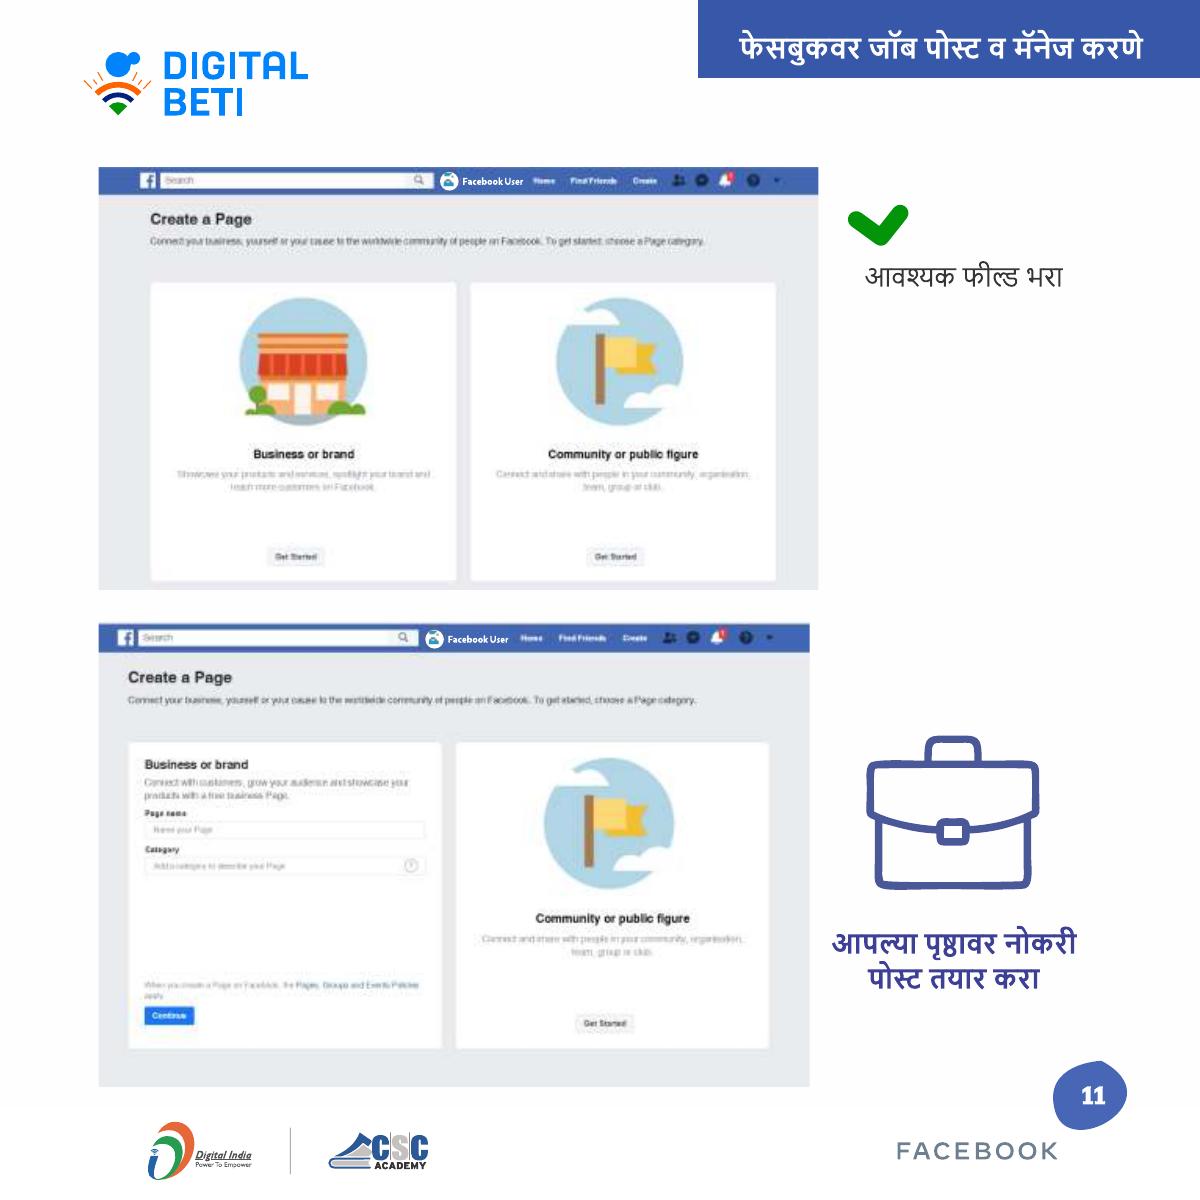 फेसबुकवर जॉब पोस्ट व मॅनेज करणे
DIGITAL
BETI
Search
Facebook User Home Find Friends Create
Create a Page
Connect your business, yourself or your cause to the worldwide community of people on Facebook. To get started, choose a Page category.
आवश्यक फील्ड भरा
Business or brand
Showcase your products and services, spotlight your brand and
reach more customers on Facebook.
Get Started
Community or public figure
Connect and share with people in your community, organisation,
team, group or club.
Get Started
Search
Facebook User Home Find Friends Create
Create a Page
Connect your business, yourself or your cause to the worldwide community of people on Facebook. To get started, choose a Page category.
Business or brand
Connect with customers, grow your audience and showcase your
products with a free business Page.
Page name
Name your Page
Category
Add a category to describe your Page
When you create a Page on Facebook, the Pages, Groups and Events Policies
apply.
Continue
Community or public figure
Connect and share with people in your community, organisation,
team, group or club.
Get Started
आपल्या पृष्ठावर नोकरी
पोस्ट तयार करा
11
Digital India
Power To Empower
CSC
ACADEMY
FACEBOOK